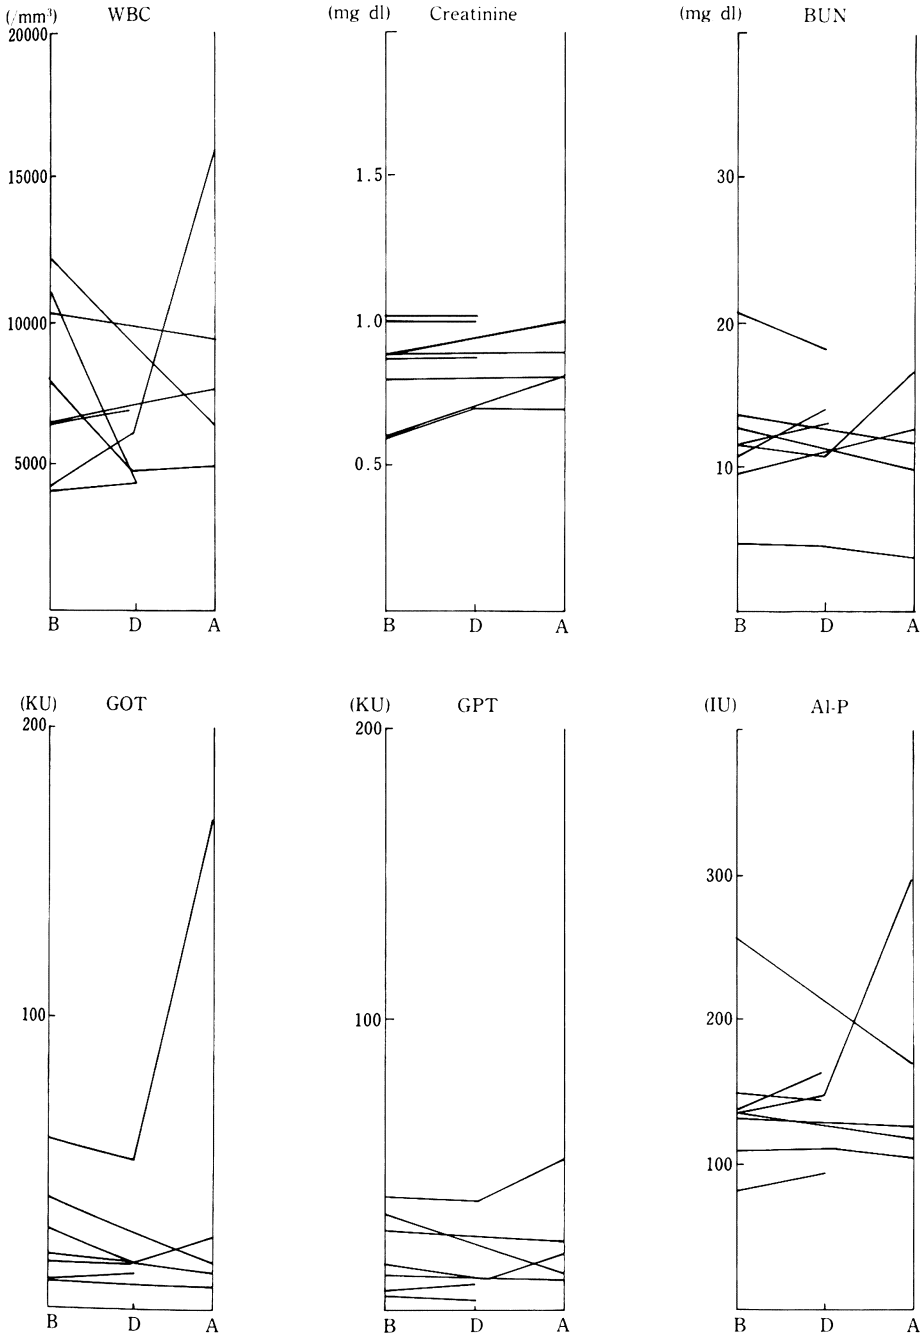 (/mm³) WBC
20000
15000
10000
5000
B D A
(mg dl) Creatinine
1.5
1.0
0.5
B D A
(mg dl) BUN
30
20
10
B D A
(KU) GOT
200
100
B D A
(KU) GPT
200
100
B D A
(IU) Al-P
300
200
100
B D A